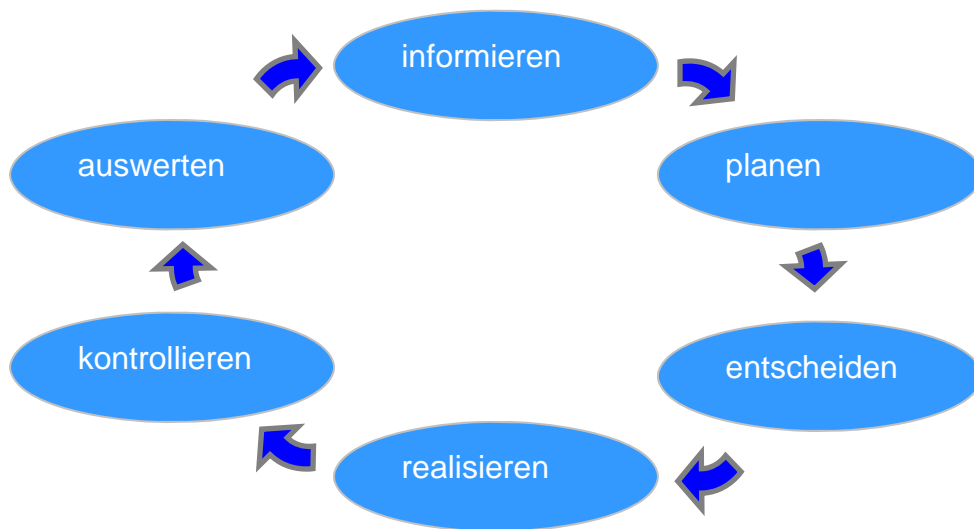 informieren
planen
entscheiden
realisieren
kontrollieren
auswerten